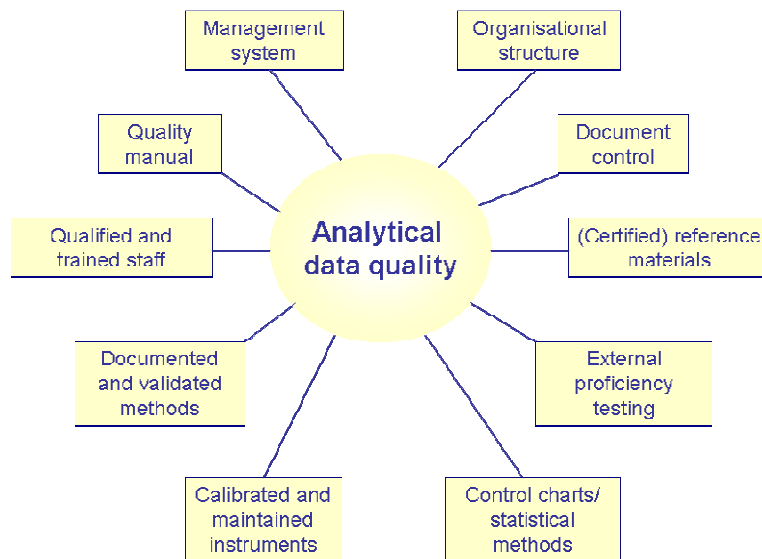 Management
system
Organisational
structure
Quality
manual
Document
control
Analytical
data quality
Qualified and
trained staff
(Certified) reference
materials
Documented
and validated
methods
External
proficiency
testing
Calibrated and
maintained
instruments
Control charts/
statistical
methods